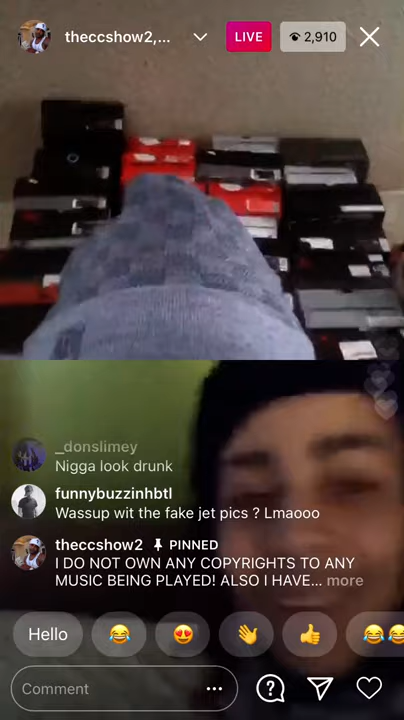 theccshow2,...
LIVE
2,910
_donslimey
Nigga look drunk
funnybuzzinhbtl
Wassup wit the fake jet pics ? Lmaooo
theccshow2 PINNED
I DO NOT OWN ANY COPYRIGHTS TO ANY
MUSIC BEING PLAYED! ALSO I HAVE... more
Hello
Comment